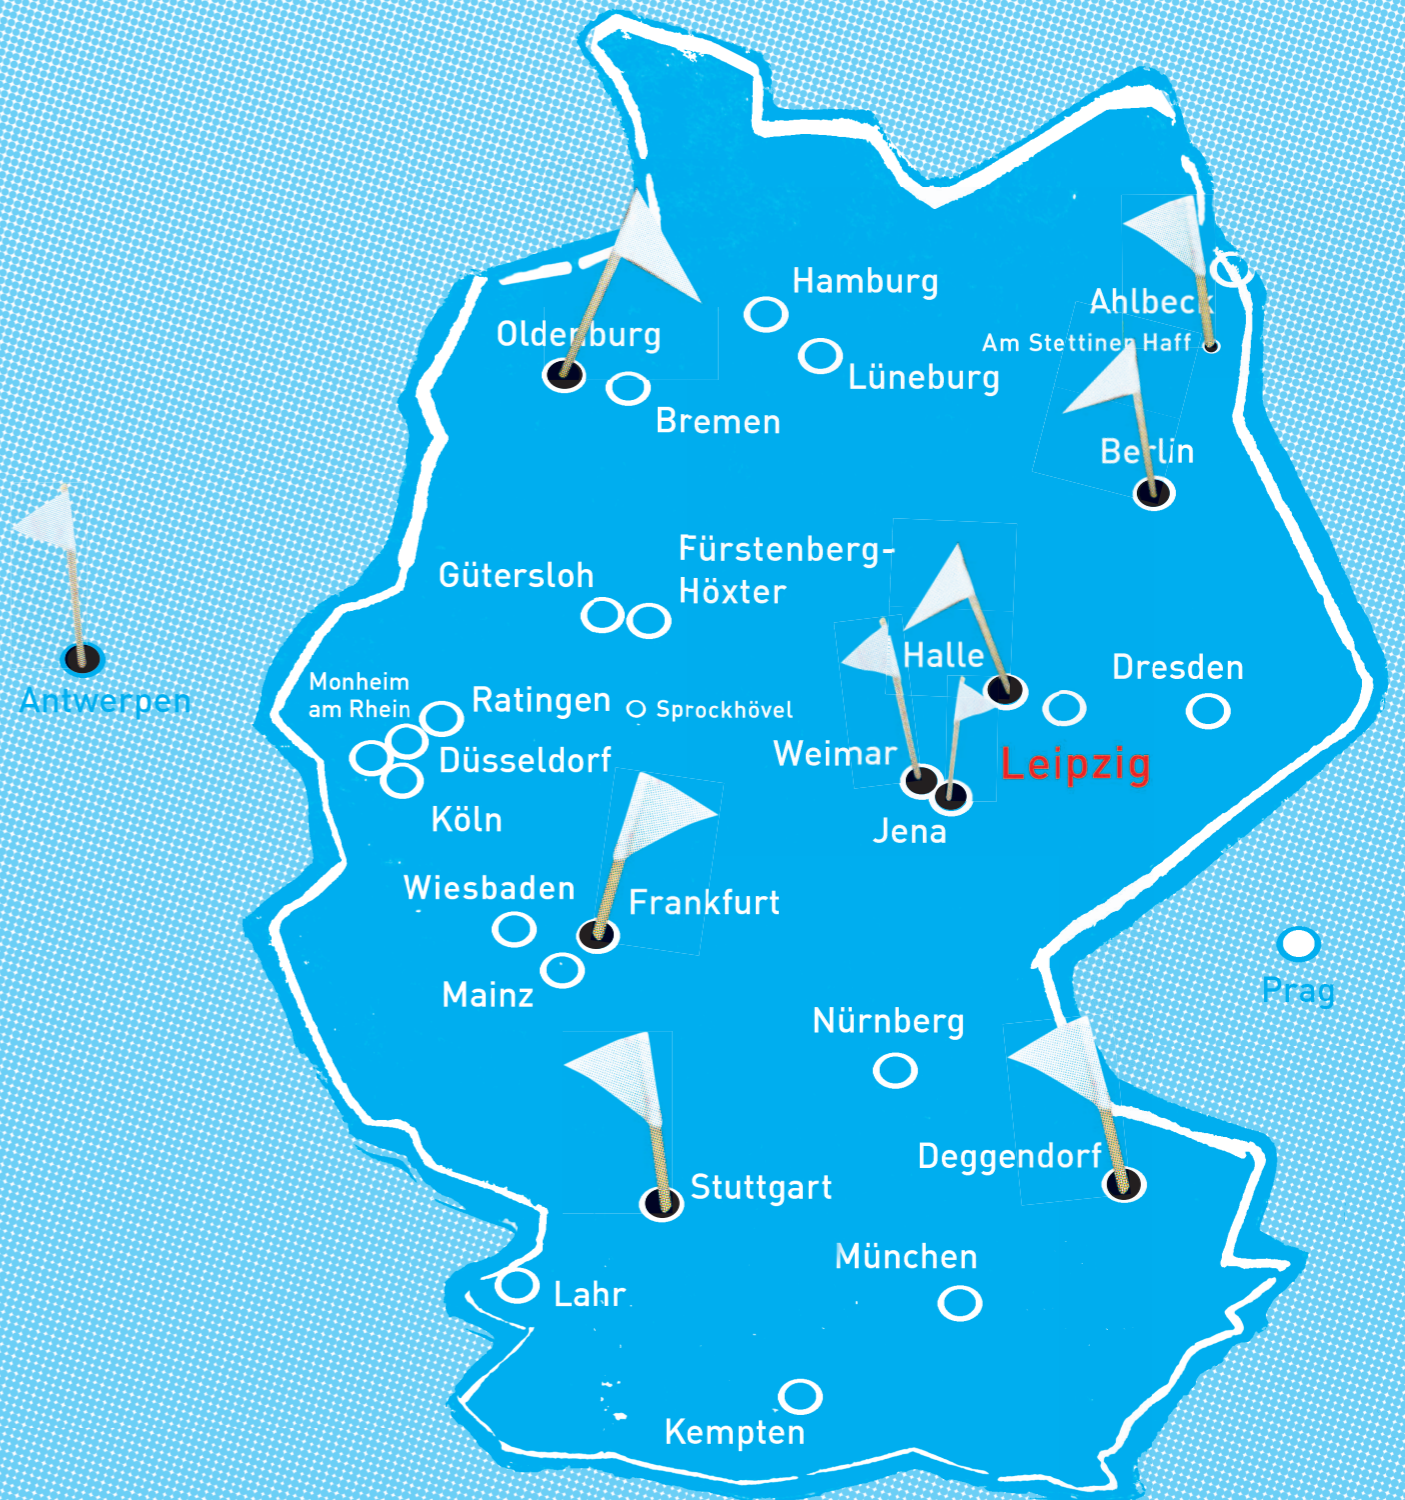 Hamburg
Ahlbeck
Oldenburg
Am Stettiner Haff
Lüneburg
Bremen
Berlin
Fürstenberg-
Höxter
Gütersloh
Halle
Dresden
Monheim
am Rhein
Ratingen
Sprockhövel
Antwerpen
Weimar
Düsseldorf
Leipzig
Köln
Jena
Wiesbaden
Frankfurt
Mainz
Prag
Nürnberg
Deggendorf
Stuttgart
München
Lahr
Kempten